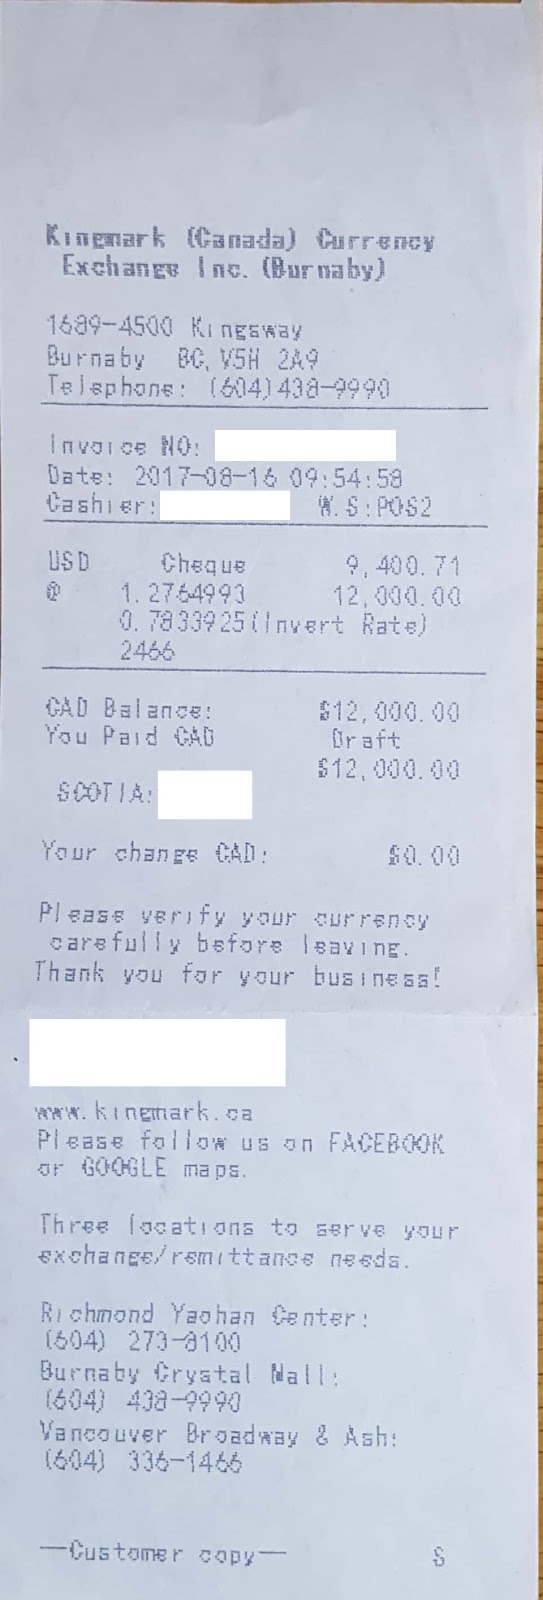 Kingmark (Canada) Currency
Exchange Inc. (Burnaby)
1689-4500 Kingsway
Burnaby BC, V5H 2A9
Telephone: (604)438-9990
Invoice NO:
Date: 2017-08-16 09:54:58
Cashier: W.S:POS2
USD Cheque 9,400.71
@ 1.2764993 12,000.00
0.7833925(Invert Rate)
2466
CAD Balance: $12,000.00
You Paid CAD Draft
$12,000.00
SCOTIA:
Your change CAD: $0.00
Please verify your currency
carefully before leaving.
Thank you for your business!
www.kingmark.ca
Please follow us on FACEBOOK
or GOOGLE maps.
Three locations to serve your
exchange/remittance needs.
Richmond Yaohan Center:
(604) 273-8100
Burnaby Crystal Mall:
(604) 438-9990
Vancouver Broadway & Ash:
(604) 336-1466
—Customer copy— S